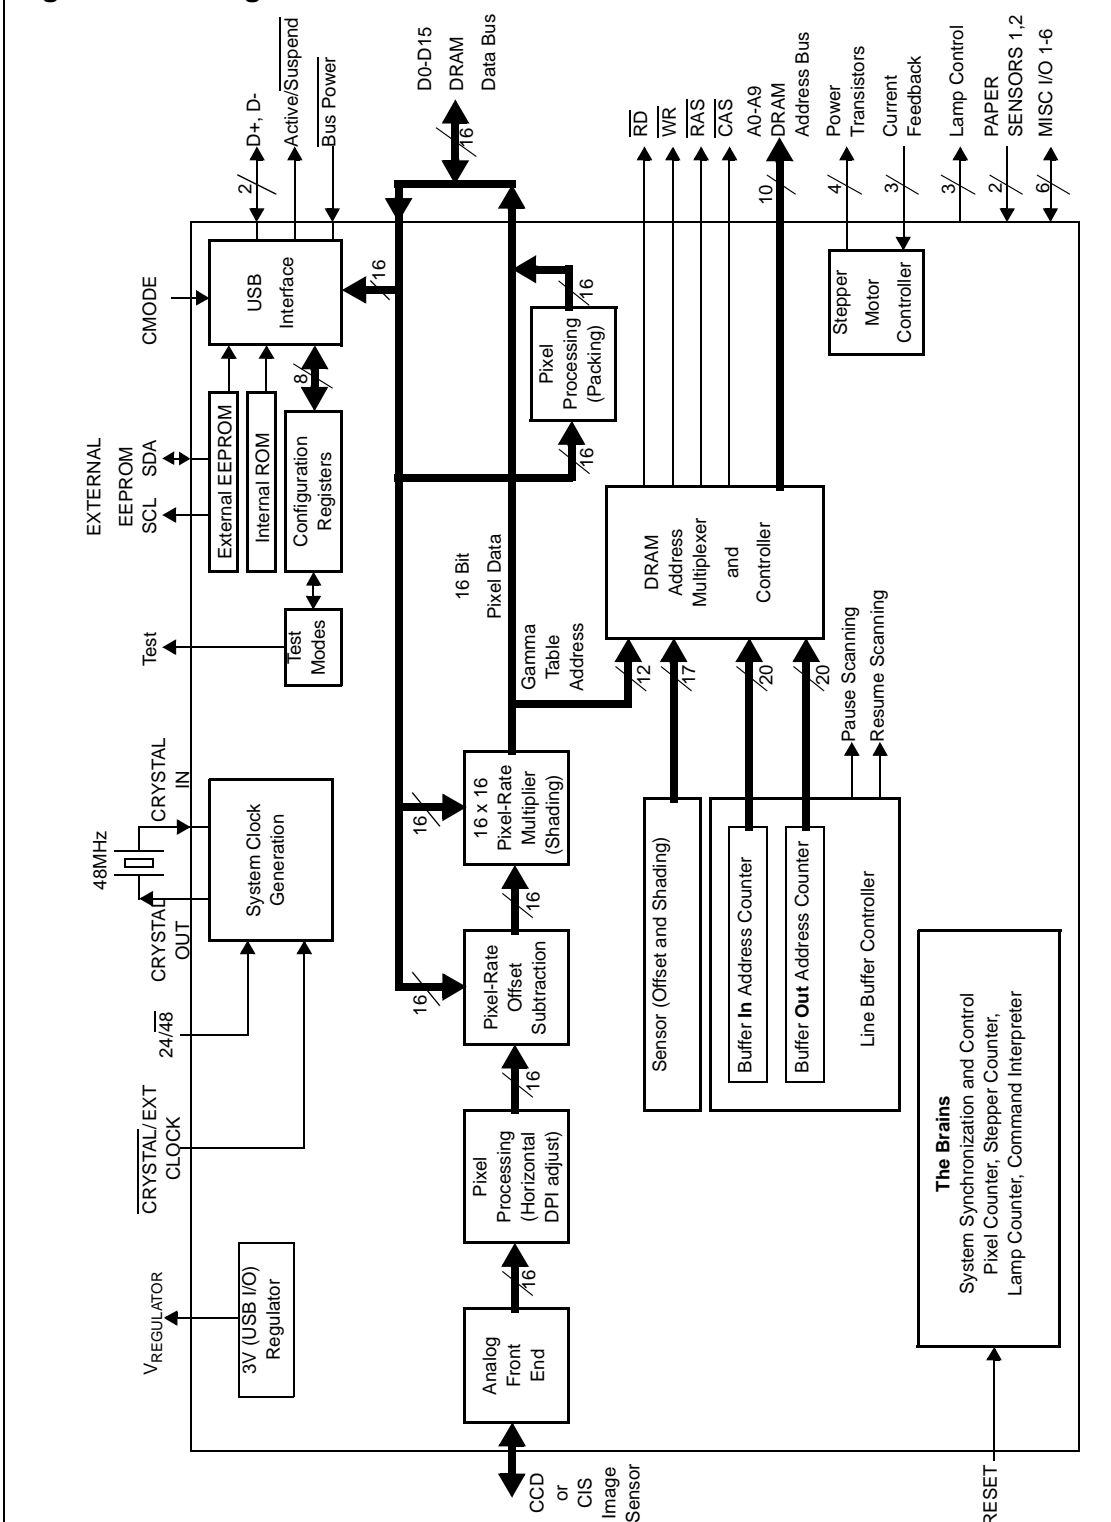 D+, D-
Active/Suspend
Bus Power
D0-D15
DRAM
Data Bus
RD
WR
RAS
CAS
A0-A9
DRAM
Address Bus
Power
Transistors
Current
Feedback
Lamp Control
PAPER
SENSORS 1,2
MISC I/O 1-6
2
16
10
4
3
3
2
6
CMODE
USB
Interface
16
8
EXTERNAL
EEPROM
SCL
SDA
External EEPROM
Internal ROM
Configuration
Registers
Test
Test
Modes
Pixel
Processing
(Packing)
16
16
Stepper
Motor
Controller
16 Bit
Pixel Data
Gamma
Table
Address
DRAM
Address
Multiplexer
and
Controller
12
17
20
20
Pause Scanning
Resume Scanning
48MHz
CRYSTAL
IN
CRYSTAL
OUT
System Clock
Generation
24/48
CRYSTAL/EXT
CLOCK
VREGULATOR
3V (USB I/O)
Regulator
16 x 16
Pixel-Rate
Multiplier
(Shading)
16
16
Pixel-Rate
Offset
Subtraction
16
16
Pixel
Processing
(Horizontal
DPI adjust)
16
Analog
Front
End
CCD
or
CIS
Image
Sensor
Sensor (Offset and Shading)
Buffer In Address Counter
Buffer Out Address Counter
Line Buffer Controller
The Brains
System Synchronization and Control
Pixel Counter, Stepper Counter,
Lamp Counter, Command Interpreter
RESET